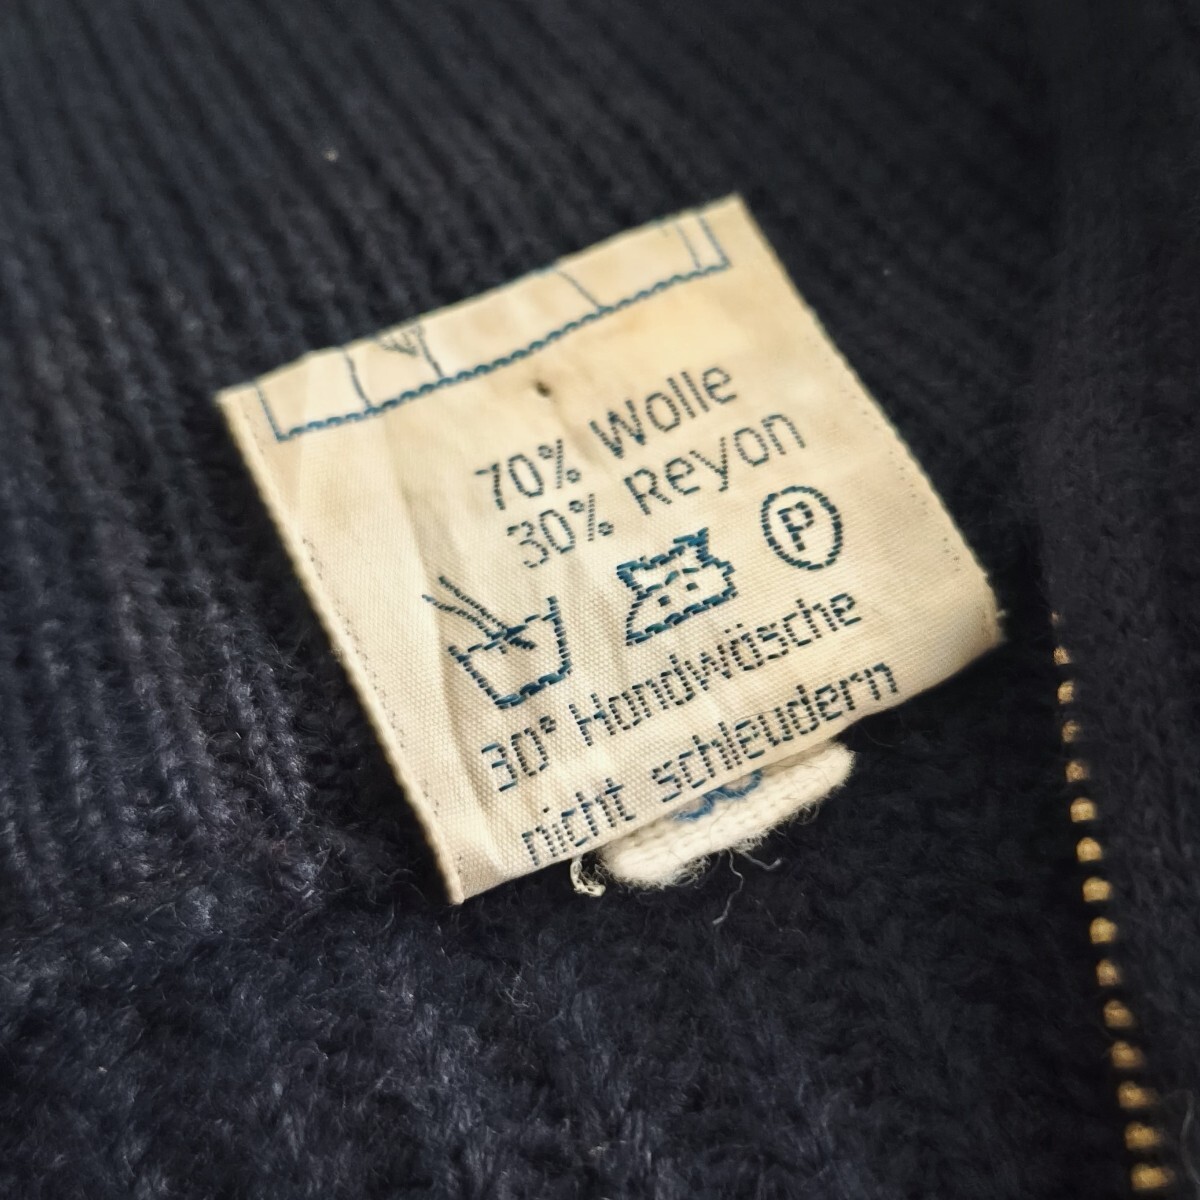 70% Wolle
30% Reyon
P
30° Handwäsche
nicht schleudern